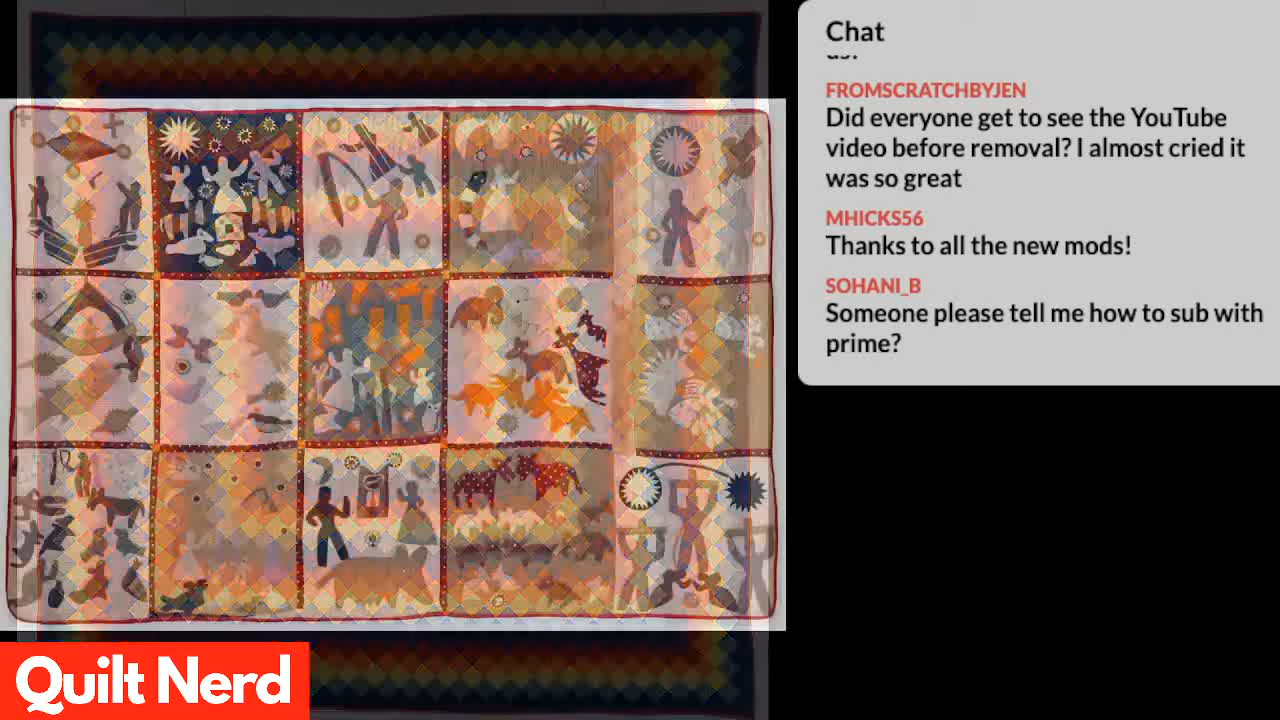 Chat
FROMSCRATCHBYJEN
Did everyone get to see the YouTube
video before removal? I almost cried it
was so great
MHICKS56
Thanks to all the new mods!
SOHANI_B
Someone please tell me how to sub with
prime?
Quilt Nerd